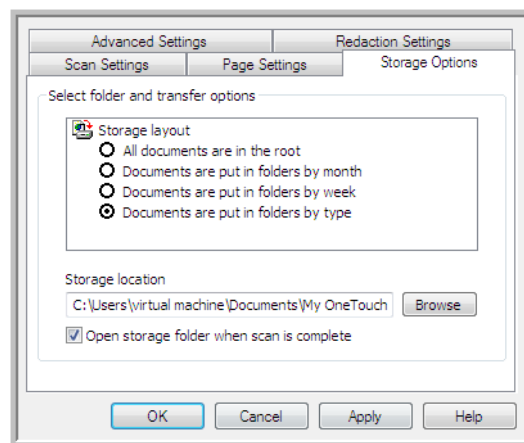 Advanced Settings Redaction Settings
Scan Settings Page Settings Storage Options
Select folder and transfer options
Storage layout
All documents are in the root
Documents are put in folders by month
Documents are put in folders by week
Documents are put in folders by type
Storage location
C:\Users\virtual machine\Documents\My OneTouch Browse
Open storage folder when scan is complete
OK Cancel Apply Help